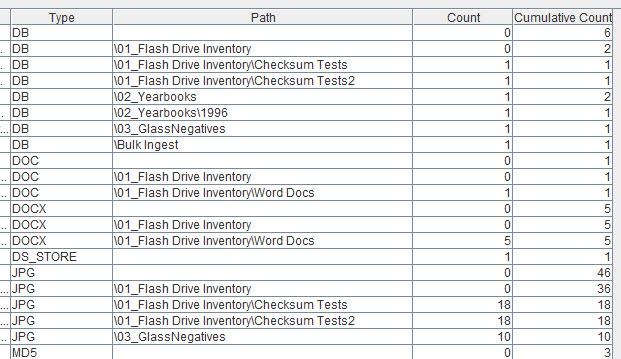 Type Path Count Cumulative Count
DB 0 6
. DB \01_Flash Drive Inventory 0 2
. DB \01_Flash Drive Inventory\Checksum Tests 1 1
. DB \01_Flash Drive Inventory\Checksum Tests2 1 1
DB \02_Yearbooks 1 2
. DB \02_Yearbooks\1996 1 1
... DB \03_GlassNegatives 1 1
DB \Bulk Ingest 1 1
DOC 0 1
.. DOC \01_Flash Drive Inventory 0 1
.. DOC \01_Flash Drive Inventory\Word Docs 1 1
DOCX 0 5
.. DOCX \01_Flash Drive Inventory 0 5
.. DOCX \01_Flash Drive Inventory\Word Docs 5 5
DS_STORE 1 1
JPG 0 46
... JPG \01_Flash Drive Inventory 0 36
... JPG \01_Flash Drive Inventory\Checksum Tests 18 18
... JPG \01_Flash Drive Inventory\Checksum Tests2 18 18
... JPG \03_GlassNegatives 10 10
MD5 0 3